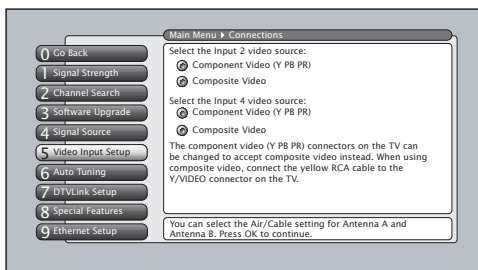 Main Menu ▸ Connections
0 Go Back
1 Signal Strength
2 Channel Search
3 Software Upgrade
4 Signal Source
5 Video Input Setup
6 Auto Tuning
7 DTVLink Setup
8 Special Features
9 Ethernet Setup
Select the Input 2 video source:
Component Video (Y PB PR)
Composite Video
Select the Input 4 video source:
Component Video (Y PB PR)
Composite Video
The component video (Y PB PR) connectors on the TV can
be changed to accept composite video instead. When using
composite video, connect the yellow RCA cable to the
Y/VIDEO connector on the TV.
You can select the Air/Cable setting for Antenna A and
Antenna B. Press OK to continue.